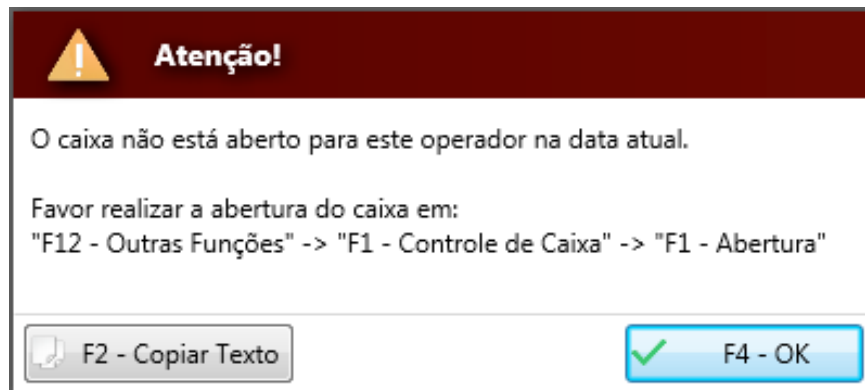 Atenção!
O caixa não está aberto para este operador na data atual.
Favor realizar a abertura do caixa em:
"F12 - Outras Funções" -> "F1 - Controle de Caixa" -> "F1 - Abertura"
F2 - Copiar Texto
F4 - OK